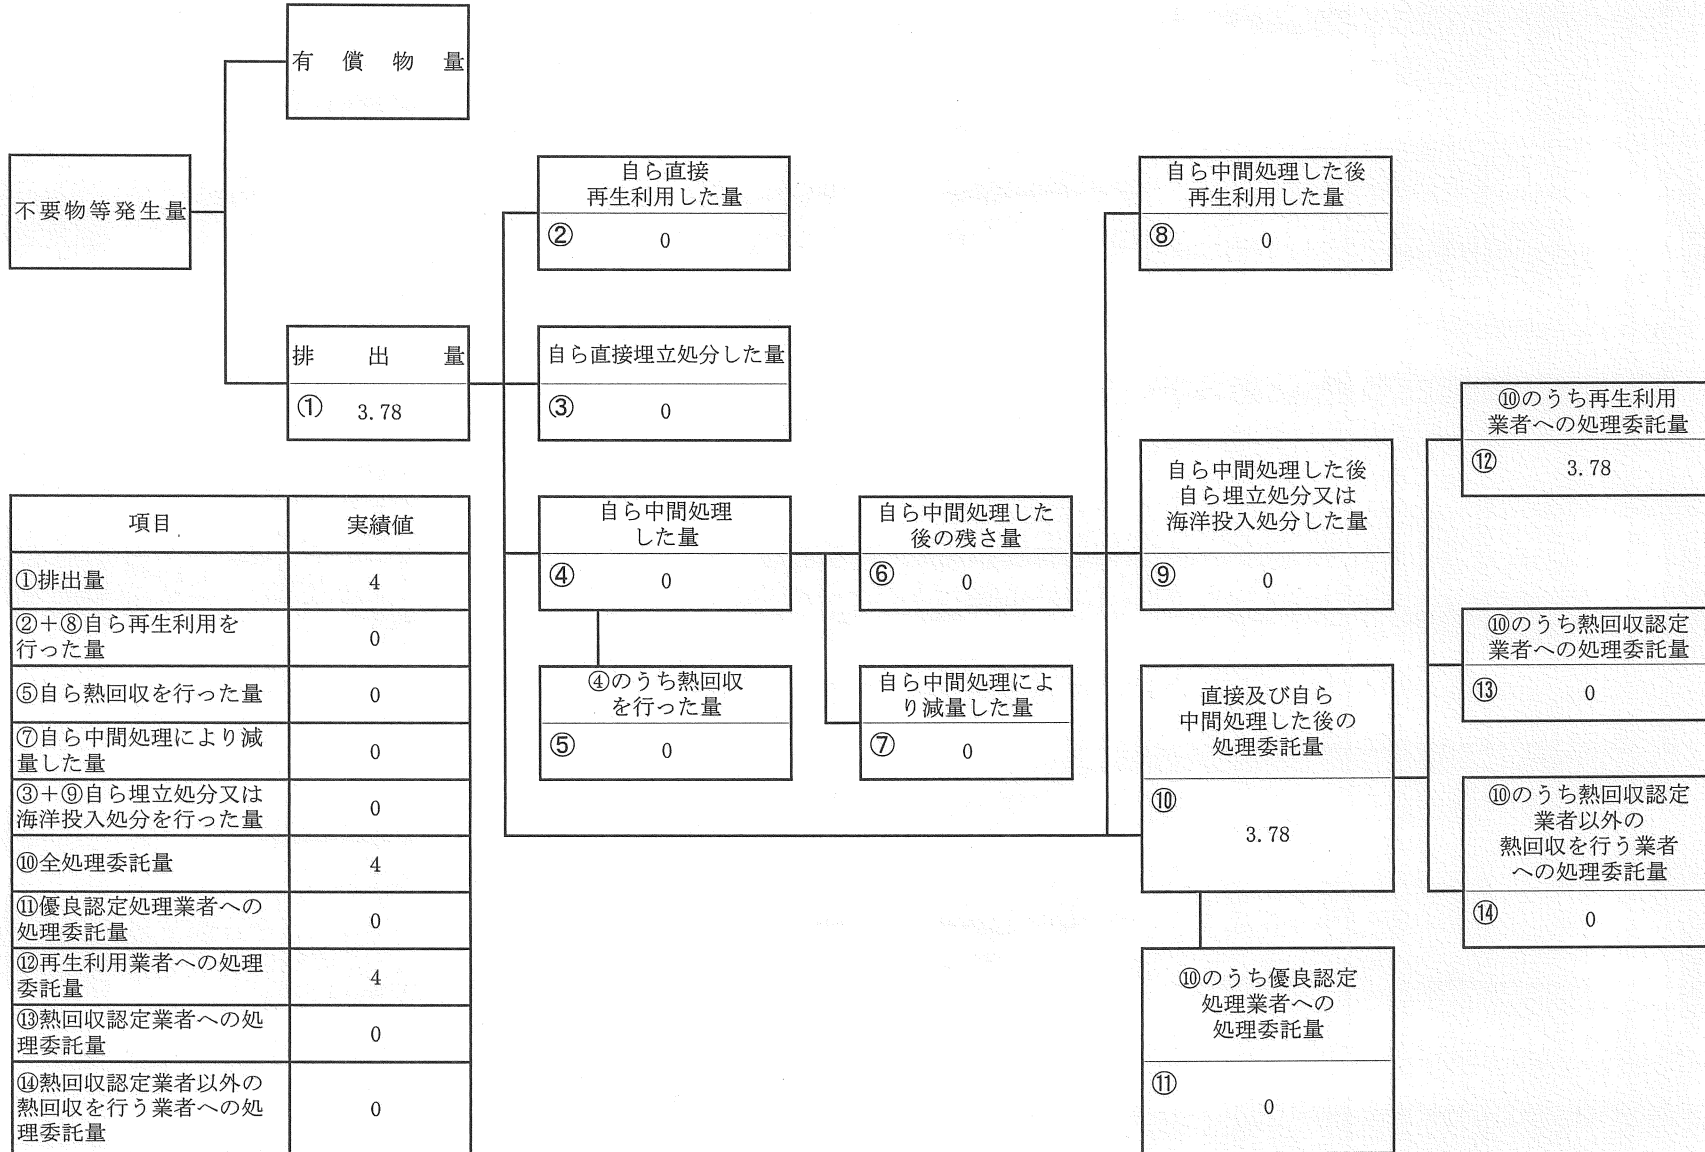 有償物量
不要物等発生量
排出量
① 3.78
自ら直接
再生利用した量
② 0
自ら直接埋立処分した量
③ 0
自ら中間処理
した量
④ 0
④のうち熱回収
を行った量
⑤ 0
自ら中間処理した
後の残さ量
⑥ 0
自ら中間処理によ
り減量した量
⑦ 0
自ら中間処理した後
再生利用した量
⑧ 0
自ら中間処理した後
自ら埋立処分又は
海洋投入処分した量
⑨ 0
直接及び自ら
中間処理した後の
処理委託量
⑩
3.78
⑩のうち優良認定
処理業者への
処理委託量
⑪
0
⑩のうち再生利用
業者への処理委託量
⑫ 3.78
⑩のうち熱回収認定
業者への処理委託量
⑬ 0
⑩のうち熱回収認定
業者以外の
熱回収を行う業者
への処理委託量
⑭ 0
項目 実績値
①排出量 4
②+⑧自ら再生利用を
行った量 0
⑤自ら熱回収を行った量 0
⑦自ら中間処理により減
量した量 0
③+⑨自ら埋立処分又は
海洋投入処分を行った量 0
⑩全処理委託量 4
⑪優良認定処理業者への
処理委託量 0
⑫再生利用業者への処理
委託量 4
⑬熱回収認定業者への処
理委託量 0
⑭熱回収認定業者以外の
熱回収を行う業者への処
理委託量 0